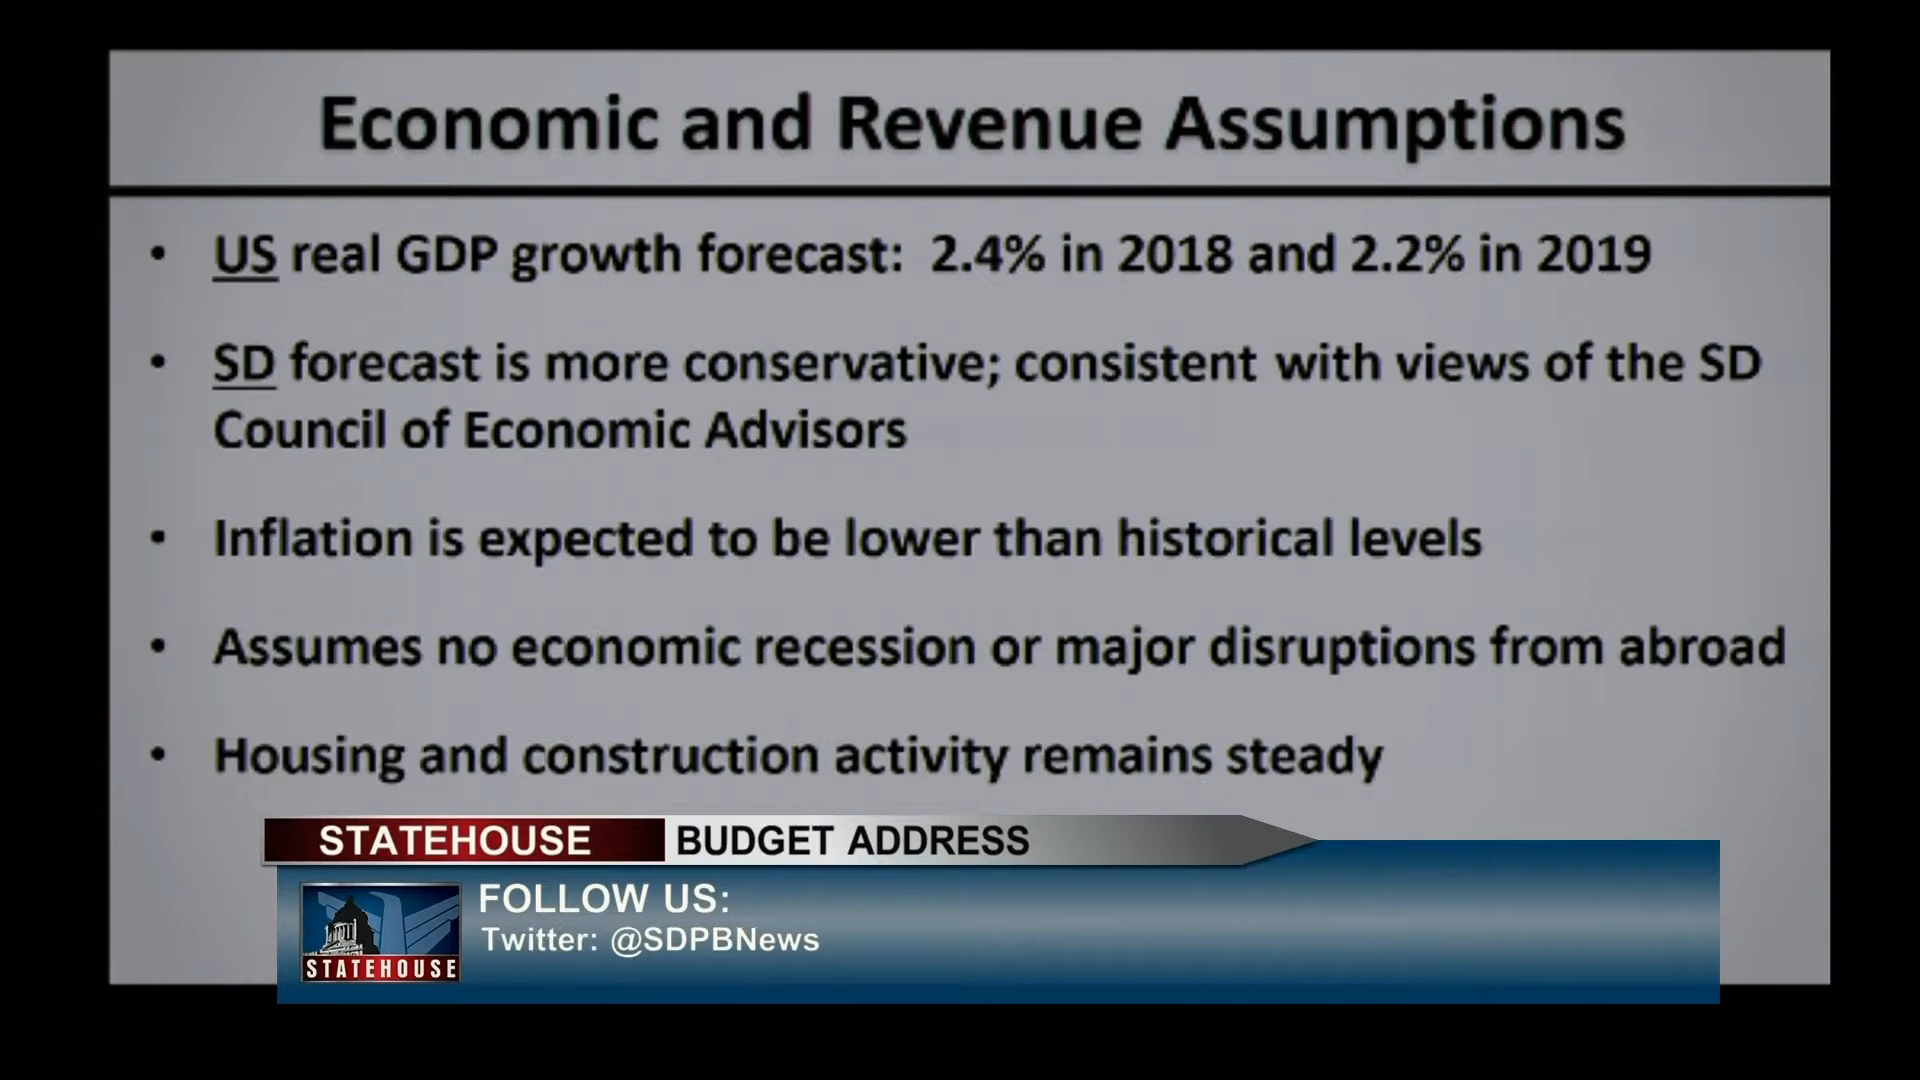 Economic and Revenue Assumptions
• US real GDP growth forecast: 2.4% in 2018 and 2.2% in 2019
• SD forecast is more conservative; consistent with views of the SD
Council of Economic Advisors
• Inflation is expected to be lower than historical levels
• Assumes no economic recession or major disruptions from abroad
• Housing and construction activity remains steady
STATEHOUSE BUDGET ADDRESS
FOLLOW US:
Twitter: @SDPBNews
STATEHOUSE